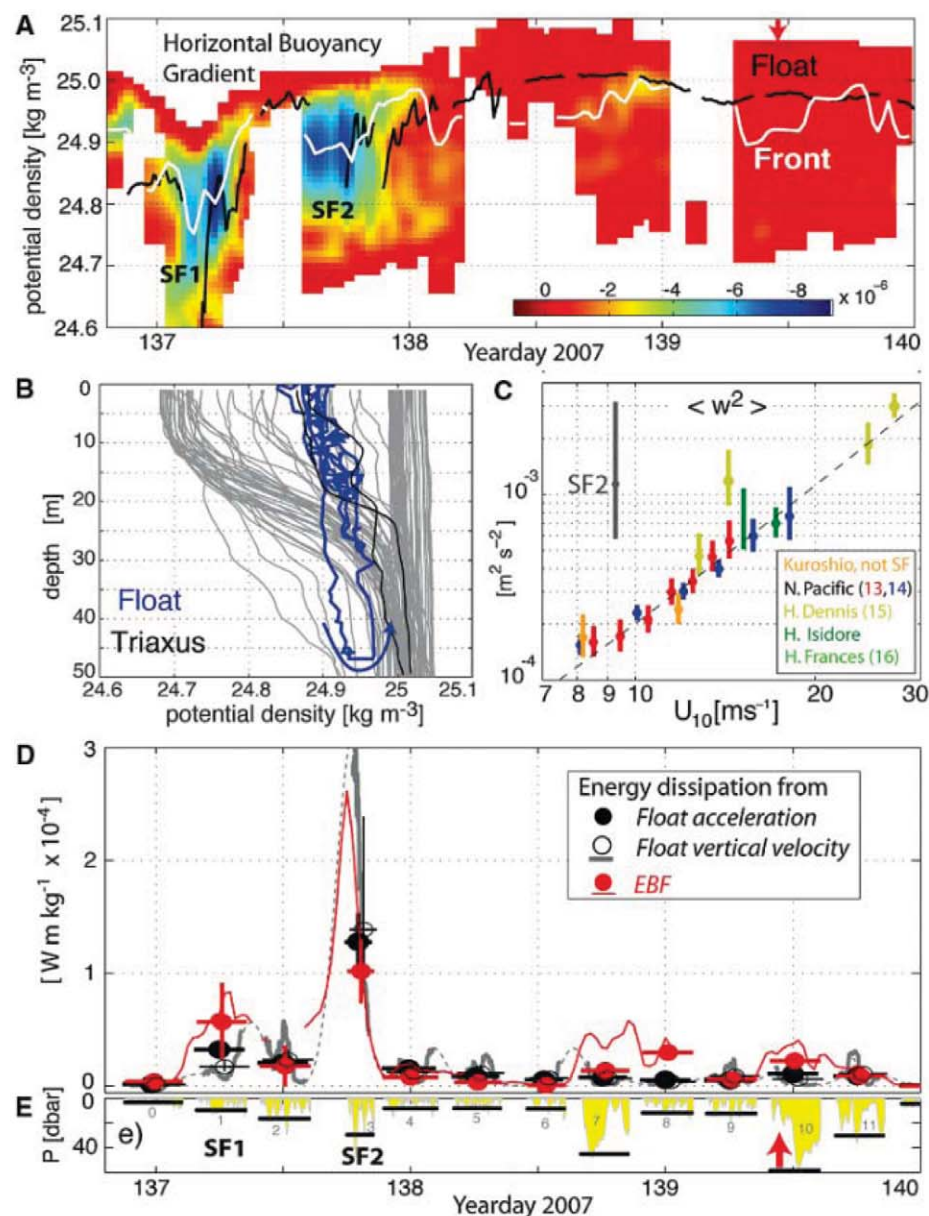 A
Horizontal Buoyancy
Gradient
Float
Front
SF1
SF2
potential density [kg m-3]
25.1
25.0
24.9
24.8
24.7
24.6
0 -2 -4 -6 -8 x 10-6
137 138 139 140
Yearday 2007
B
0
10
20
30
40
50
depth [m]
Float
Triaxus
24.6 24.7 24.8 24.9 25 25.1
potential density [kg m-3]
C
< w2 >
SF2
[m2 s-2]
10-3
10-4
Kuroshio, not SF
N. Pacific (13,14)
H. Dennis (15)
H. Isidore
H. Frances (16)
7 8 9 10 20 30
U10[ms-1]
D
[ W m kg-1 x 10-4]
3
2
1
0
Energy dissipation from
Float acceleration
Float vertical velocity
EBF
E
P [dbar]
0
40
e)
0 1 2 3 4 5 6 7 8 9 10 11
SF1 SF2
137 138 139 140
Yearday 2007